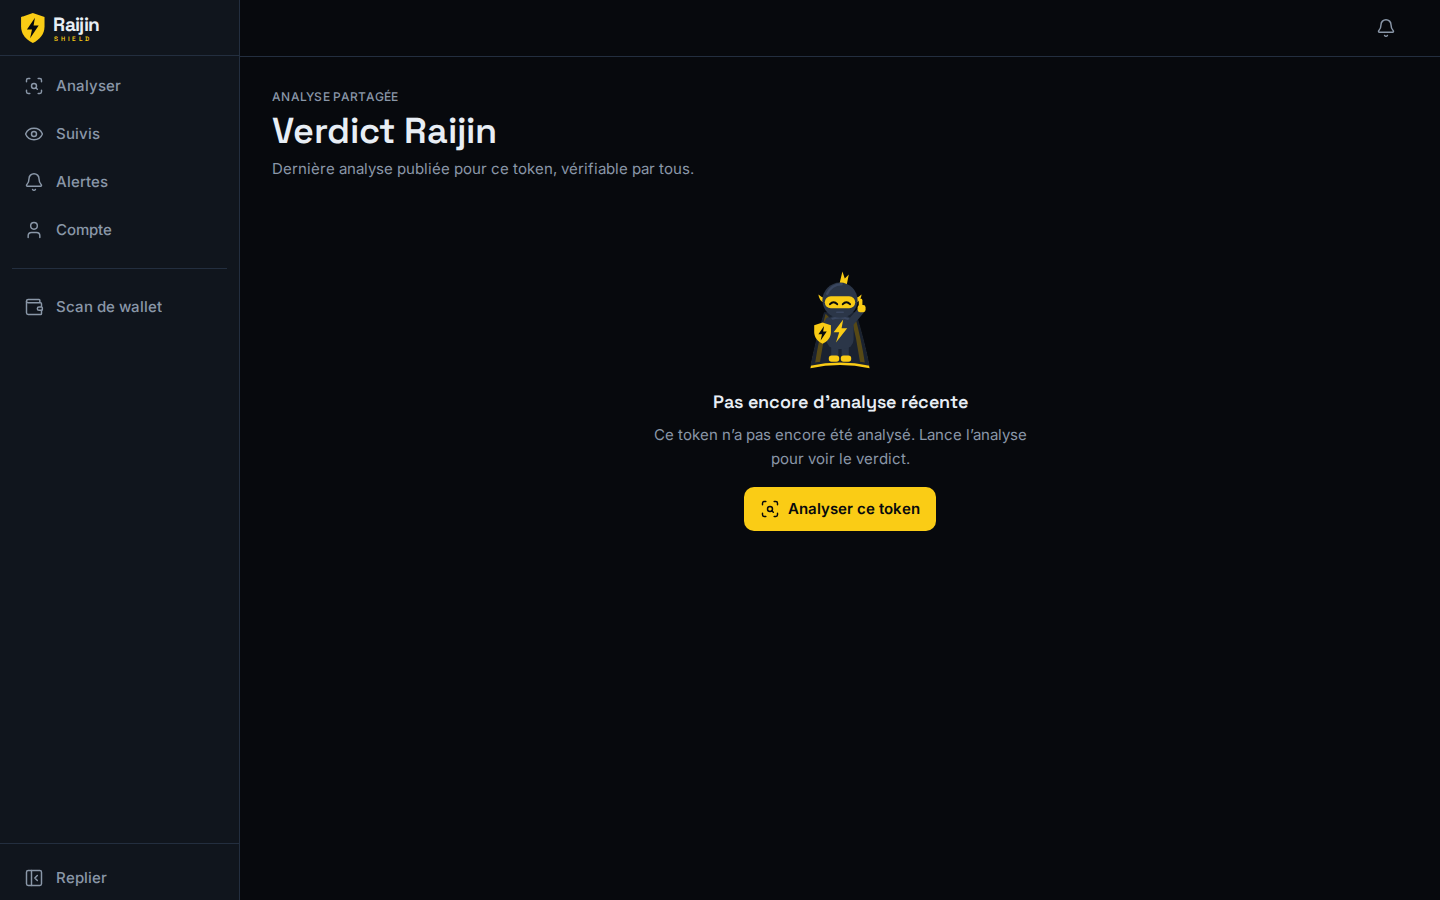 Raijin
SHIELD
Analyser
Suivis
Alertes
Compte
Scan de wallet
Replier
ANALYSE PARTAGÉE
Verdict Raijin
Dernière analyse publiée pour ce token, vérifiable par tous.
Pas encore d’analyse récente
Ce token n’a pas encore été analysé. Lance l’analyse
pour voir le verdict.
Analyser ce token